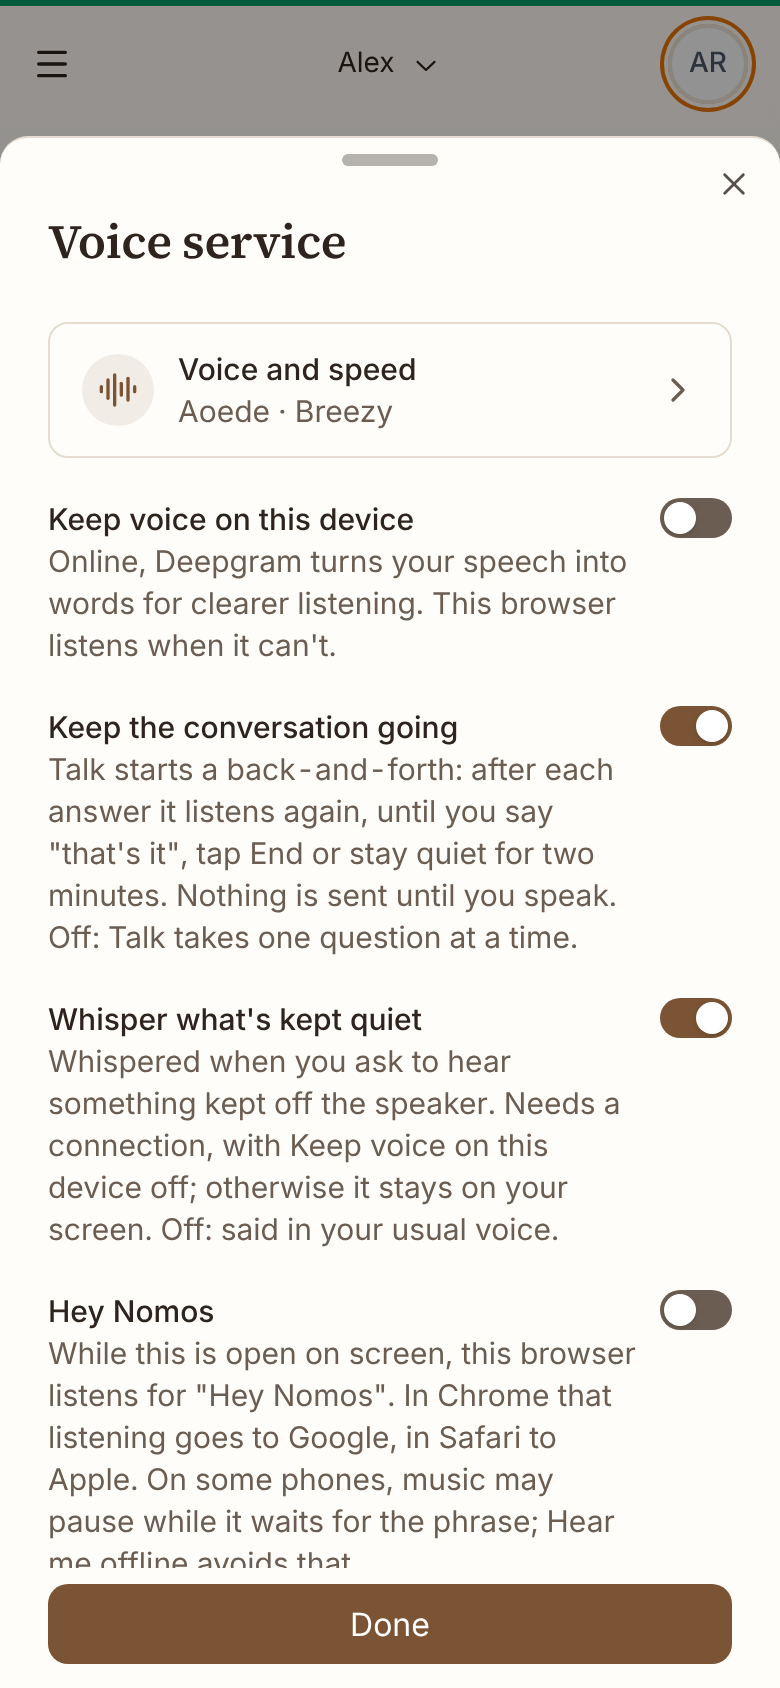 Alex
AR
Voice service
Voice and speed
Aoede · Breezy
Keep voice on this device
Online, Deepgram turns your speech into
words for clearer listening. This browser
listens when it can't.
Keep the conversation going
Talk starts a back-and-forth: after each
answer it listens again, until you say
"that's it", tap End or stay quiet for two
minutes. Nothing is sent until you speak.
Off: Talk takes one question at a time.
Whisper what's kept quiet
Whispered when you ask to hear
something kept off the speaker. Needs a
connection, with Keep voice on this
device off; otherwise it stays on your
screen. Off: said in your usual voice.
Hey Nomos
While this is open on screen, this browser
listens for "Hey Nomos". In Chrome that
listening goes to Google, in Safari to
Apple. On some phones, music may
pause while it waits for the phrase; Hear
me offline avoids that
Done